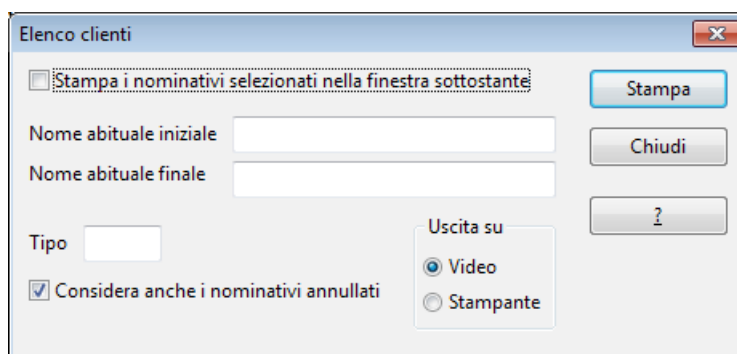 Elenco clienti
Stampa i nominativi selezionati nella finestra sottostante
Stampa
Nome abituale iniziale
Chiudi
Nome abituale finale
?
Uscita su
Tipo
Video
Considera anche i nominativi annullati
Stampante